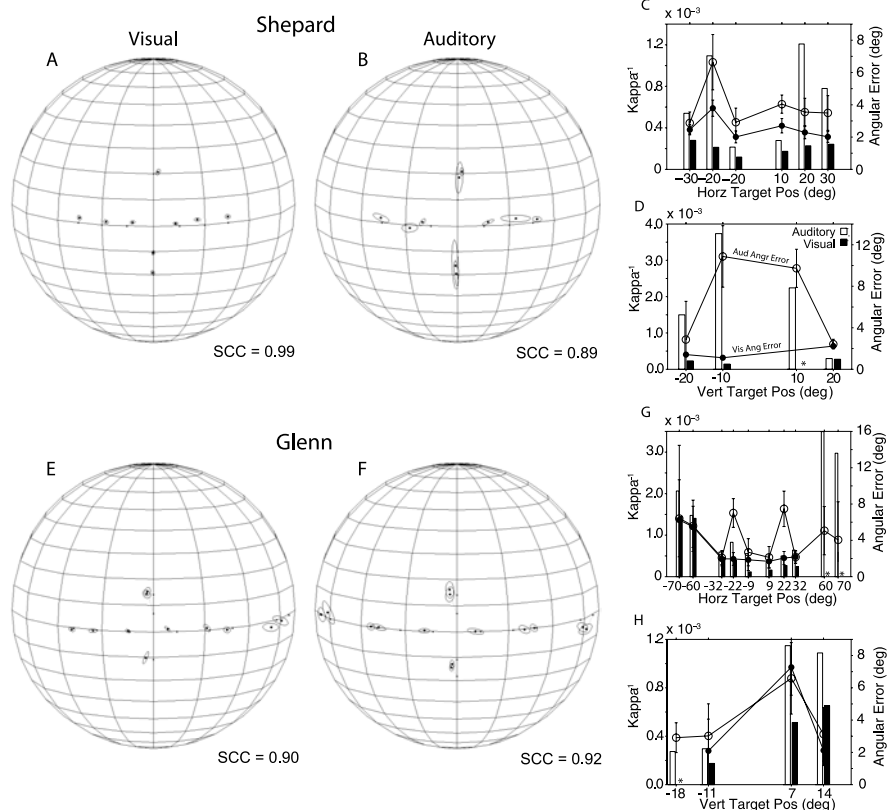 Shepard
A
Visual
B
Auditory
SCC = 0.99
SCC = 0.89
C
x 10⁻³
1.2
0.8
0.4
0
Kappa⁻¹
8
6
4
2
0
Angular Error (deg)
−30 −20 −20 10 20 30
Horz Target Pos (deg)
D
x 10⁻³
4.0
3.0
2.0
1.0
0.0
Kappa⁻¹
Auditory
Visual
Aud Angr Error
Vis Ang Error
*
12
8
4
0
Angular Error (deg)
-20 -10 10 20
Vert Target Pos (deg)
Glenn
E
F
SCC = 0.90
SCC = 0.92
G
x 10⁻³
3.0
2.0
1.0
0
Kappa⁻¹
16
12
8
4
0
Angular Error (deg)
* *
-70 -60 -32 -22 -9 9 22 32 60 70
Horz Target Pos (deg)
H
x 10⁻³
1.2
0.8
0.4
0.0
Kappa⁻¹
8
6
4
2
0
Angular Error (deg)
*
-18 -11 7 14
Vert Target Pos (deg)